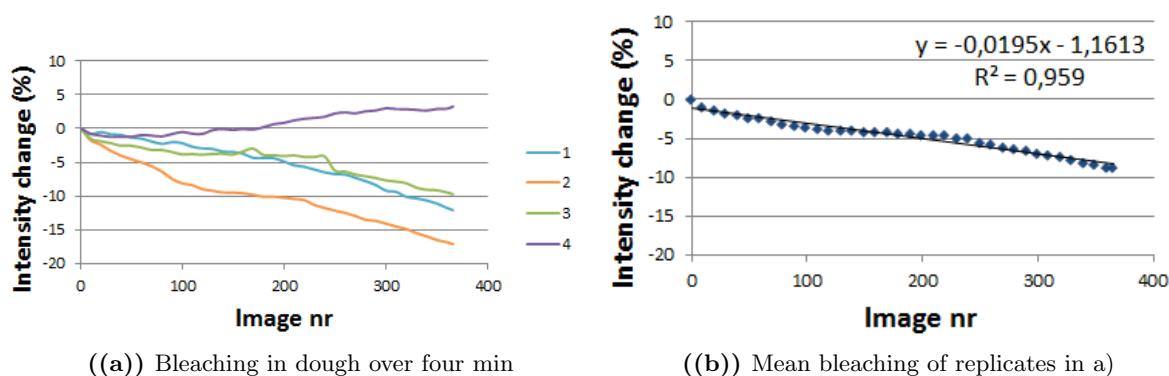 Intensity change (%)
10
5
0
-5
-10
-15
-20
0 100 200 300 400
Image nr
1
2
3
4
((a)) Bleaching in dough over four min
Intensity change (%)
10
5
0
-5
-10
-15
-20
y = -0,0195x - 1,1613
R² = 0,959
0 100 200 300 400
Image nr
((b)) Mean bleaching of replicates in a)